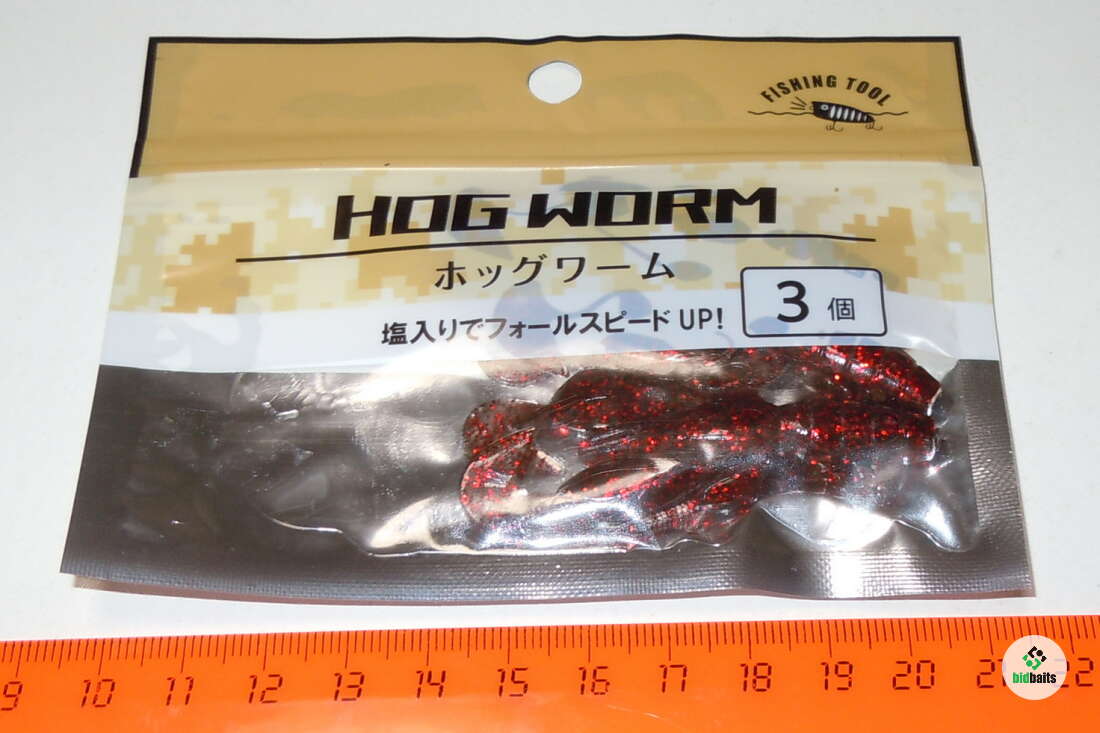 FISHING TOOL
HOG WORM
ホッグワーム
塩入りでフォールスピード UP!
3 個
9 10 11 12 13 14 15 16 17 18 19 20 21 22
bidbaits